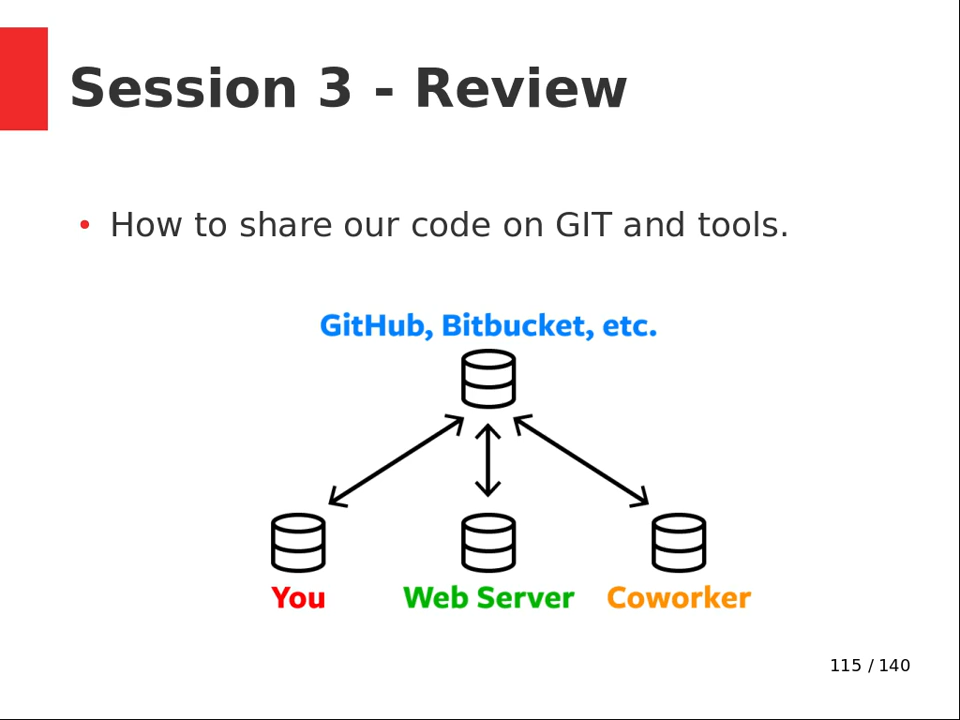 Session 3 - Review
• How to share our code on GIT and tools.
GitHub, Bitbucket, etc.
You
Web Server
Coworker
115 / 140